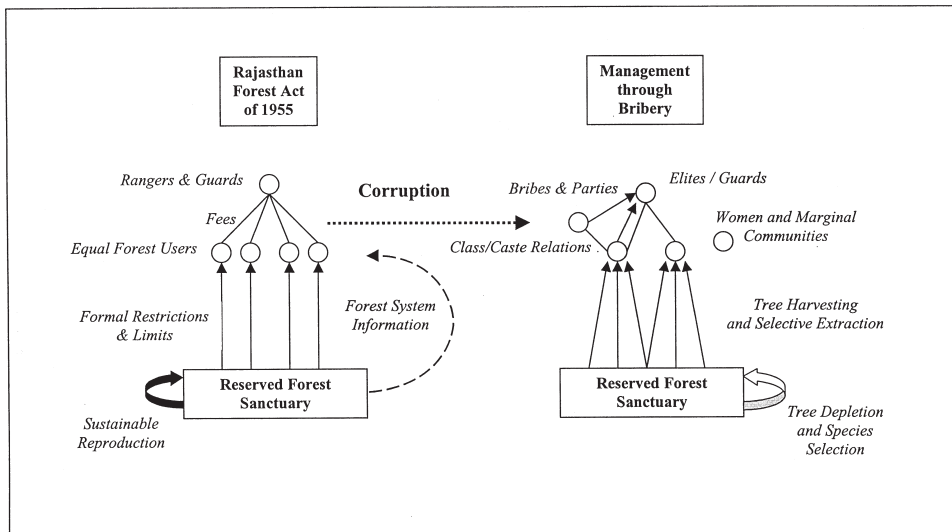 Rajasthan
Forest Act
of 1955
Management
through
Bribery
Rangers & Guards
Fees
Equal Forest Users
Formal Restrictions
& Limits
Forest System
Information
Reserved Forest
Sanctuary
Sustainable
Reproduction
Corruption
Bribes & Parties
Elites / Guards
Class/Caste Relations
Women and Marginal
Communities
Tree Harvesting
and Selective Extraction
Reserved Forest
Sanctuary
Tree Depletion
and Species
Selection